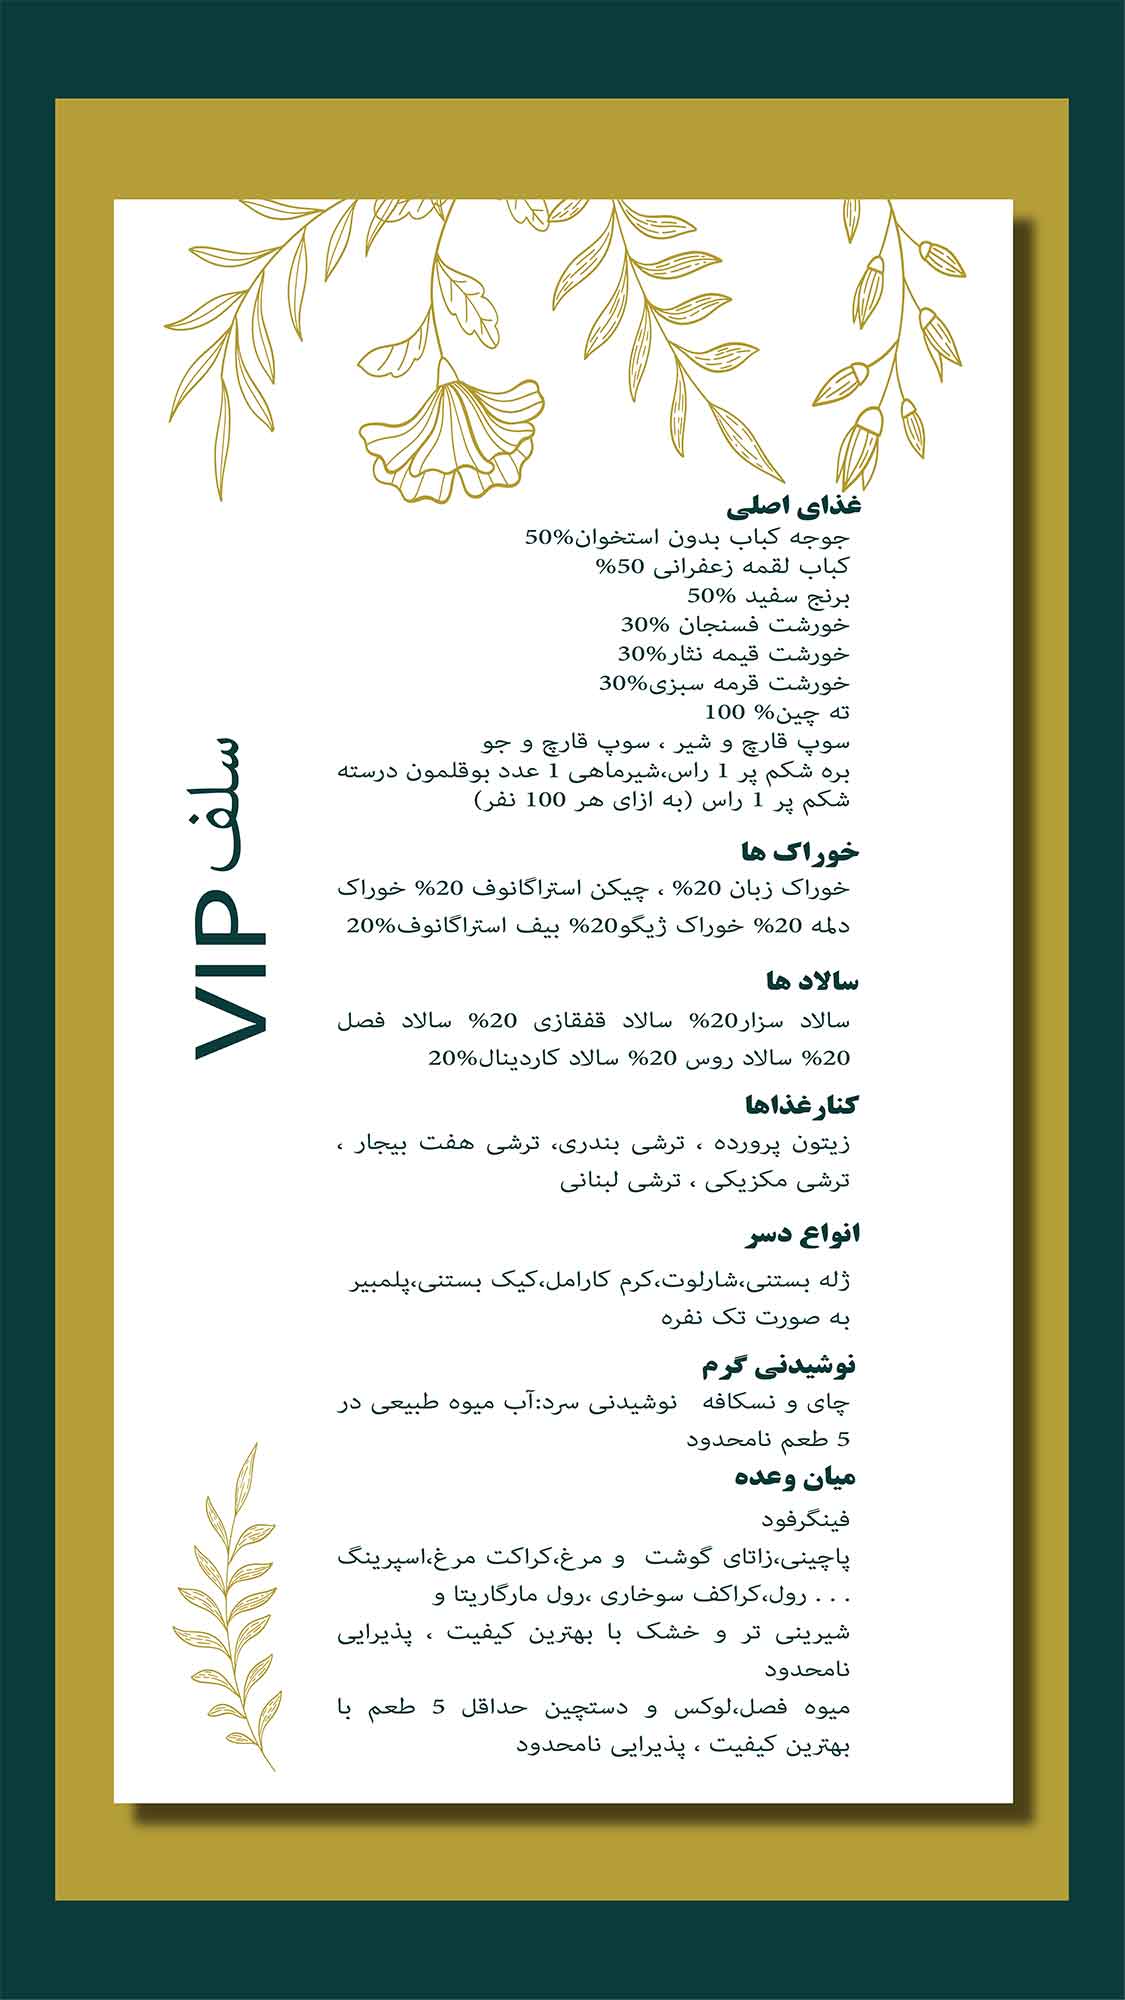 سلف VIP
غذای اصلی
جوجه کباب بدون استخوان50%
کباب لقمه زعفرانی 50%
برنج سفید 50%
خورشت فسنجان 30%
خورشت قیمه نثار30%
خورشت قرمه سبزی30%
ته چین% 100
سوپ قارچ و شیر ، سوپ قارچ و جو
بره شکم پر 1 راس،شیرماهی 1 عدد بوقلمون درسته
شکم پر 1 راس (به ازای هر 100 نفر)
خوراک ها
خوراک زبان 20% ، چیکن استراگانوف 20% خوراک
دلمه 20% خوراک ژیگو20% بیف استراگانوف20%
سالاد ها
سالاد سزار20% سالاد قفقازی 20% سالاد فصل
20% سالاد روس 20% سالاد کاردینال20%
کنارغذاها
زیتون پرورده ، ترشی بندری، ترشی هفت بیجار ،
ترشی مکزیکی ، ترشی لبنانی
انواع دسر
ژله بستنی،شارلوت،کرم کارامل،کیک بستنی،پلمبیر
به صورت تک نفره
نوشیدنی گرم
چای و نسکافه نوشیدنی سرد:آب میوه طبیعی در
5 طعم نامحدود
میان وعده
فینگرفود
پاچینی،زاتای گوشت و مرغ،کراکت مرغ،اسپرینگ
. . . رول،کراکف سوخاری ،رول مارگاریتا و
شیرینی تر و خشک با بهترین کیفیت ، پذیرایی
نامحدود
میوه فصل،لوکس و دستچین حداقل 5 طعم با
بهترین کیفیت ، پذیرایی نامحدود